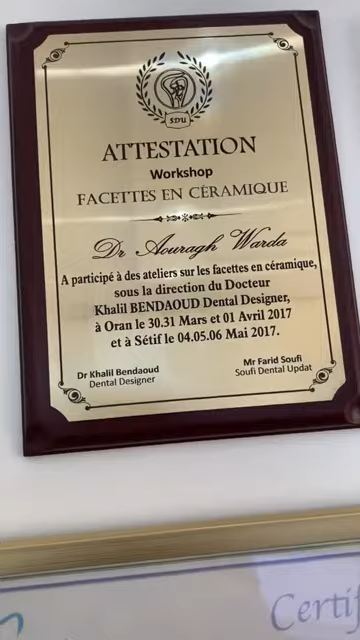 SDU
ATTESTATION
Workshop
FACETTES EN CÉRAMIQUE
Dr Aouragh Warda
A participé à des ateliers sur les facettes en céramique,
sous la direction du Docteur
Khalil BENDAOUD Dental Designer,
à Oran le 30.31 Mars et 01 Avril 2017
et à Sétif le 04.05.06 Mai 2017.
Dr Khalil Bendaoud
Dental Designer
Mr Farid Soufi
Soufi Dental Updat
Certif